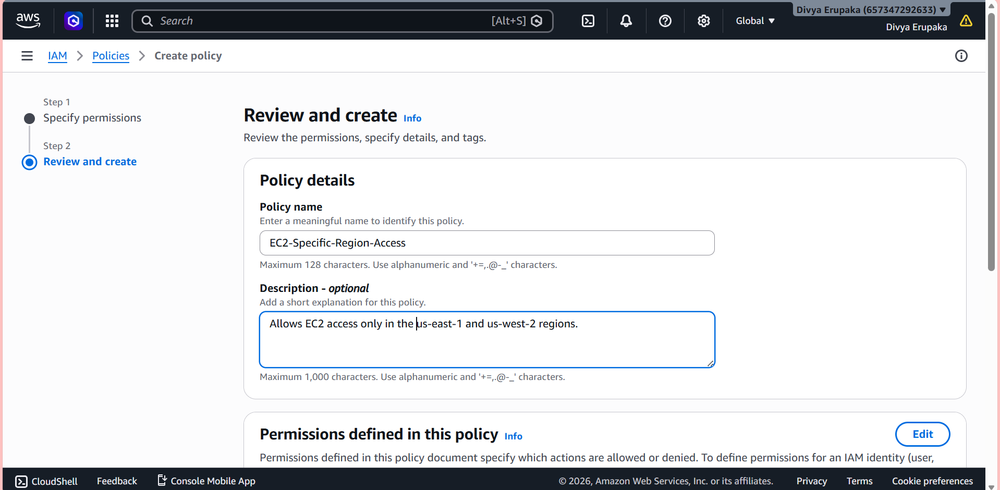 aws
Search
[Alt+S]
Global
Divya Erupaka (657347292633)
Divya Erupaka
IAM
Policies
Create policy
Step 1
Specify permissions
Step 2
Review and create
Review and create Info
Review the permissions, specify details, and tags.
Policy details
Policy name
Enter a meaningful name to identify this policy.
EC2-Specific-Region-Access
Maximum 128 characters. Use alphanumeric and '+=,.@-_' characters.
Description - optional
Add a short explanation for this policy.
Allows EC2 access only in the us-east-1 and us-west-2 regions.
Maximum 1,000 characters. Use alphanumeric and '+=,.@-_' characters.
Permissions defined in this policy Info
Edit
Permissions defined in this policy document specify which actions are allowed or denied. To define permissions for an IAM identity (user,
CloudShell
Feedback
Console Mobile App
© 2026, Amazon Web Services, Inc. or its affiliates.
Privacy
Terms
Cookie preferences